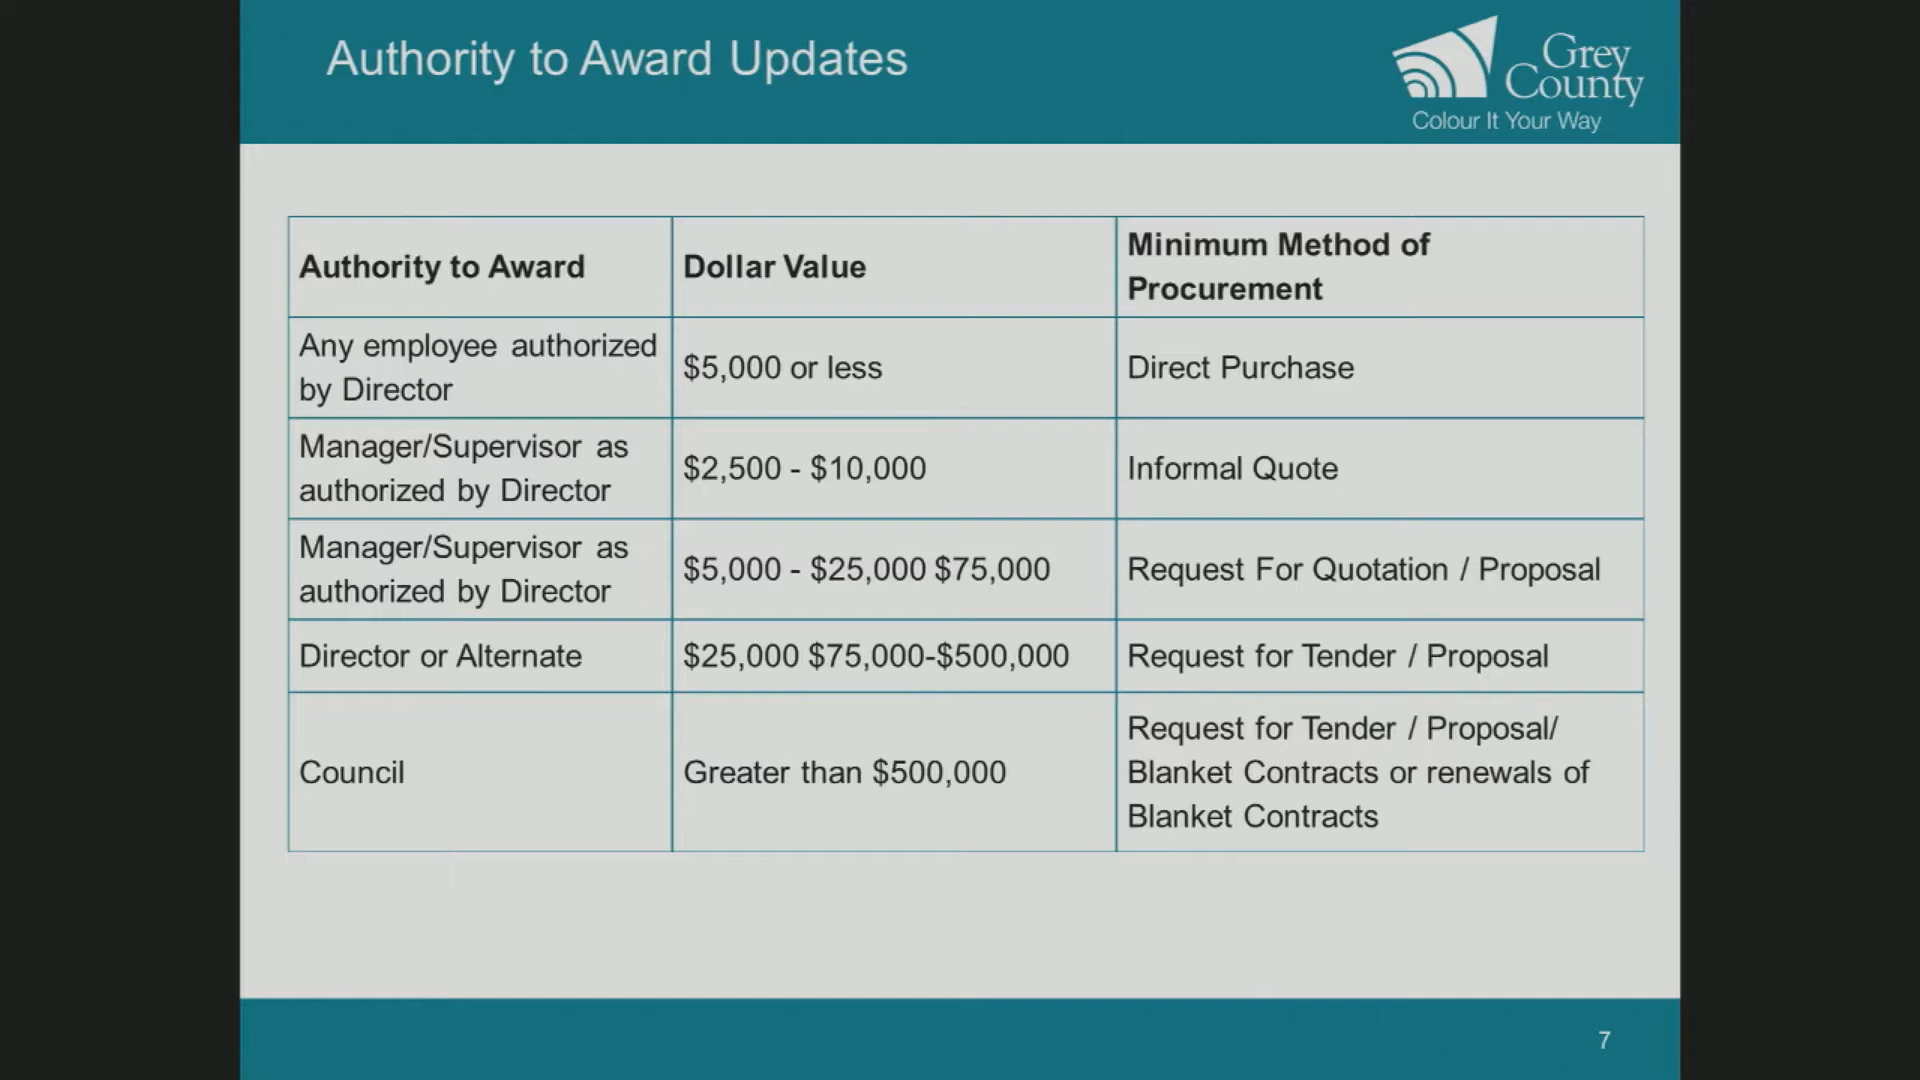 Authority to Award Updates
Grey
County
Colour It Your Way
Authority to Award
Dollar Value
Minimum Method of
Procurement
Any employee authorized
by Director
$5,000 or less
Direct Purchase
Manager/Supervisor as
authorized by Director
$2,500 - $10,000
Informal Quote
Manager/Supervisor as
authorized by Director
$5,000 - $25,000 $75,000
Request For Quotation / Proposal
Director or Alternate
$25,000 $75,000-$500,000
Request for Tender / Proposal
Council
Greater than $500,000
Request for Tender / Proposal/
Blanket Contracts or renewals of
Blanket Contracts
7